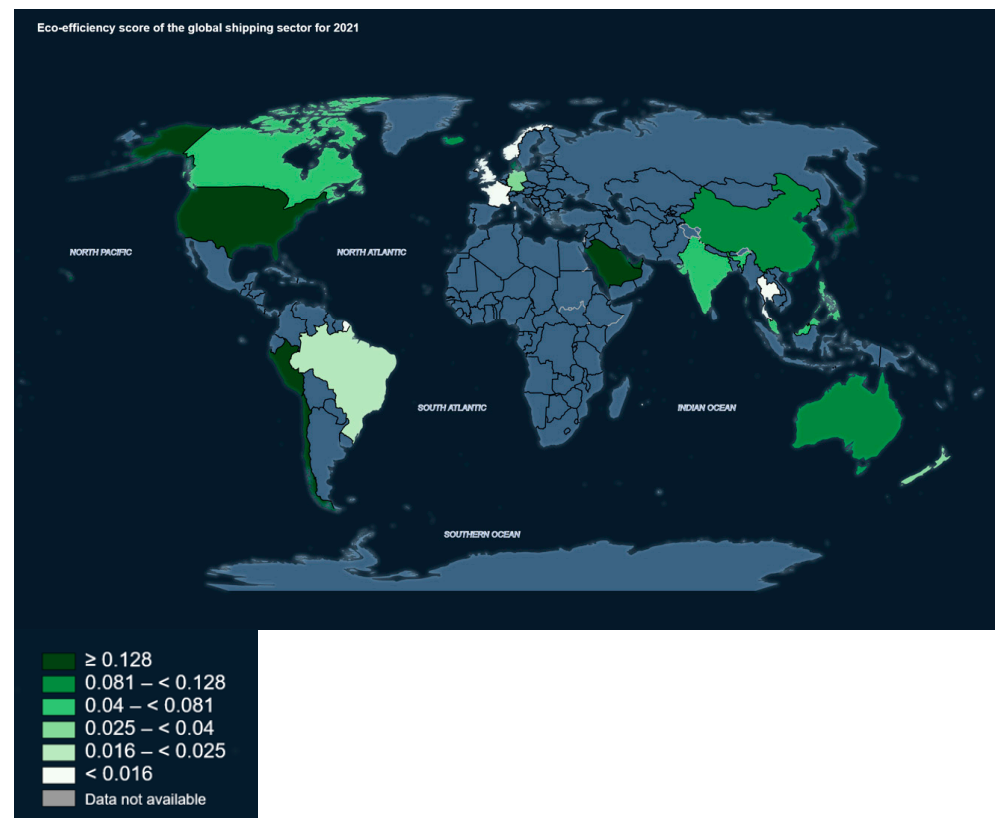 Eco-efficiency score of the global shipping sector for 2021
NORTH PACIFIC
NORTH ATLANTIC
SOUTH ATLANTIC
INDIAN OCEAN
SOUTHERN OCEAN
≥ 0.128
0.081 – < 0.128
0.04 – < 0.081
0.025 – < 0.04
0.016 – < 0.025
< 0.016
Data not available